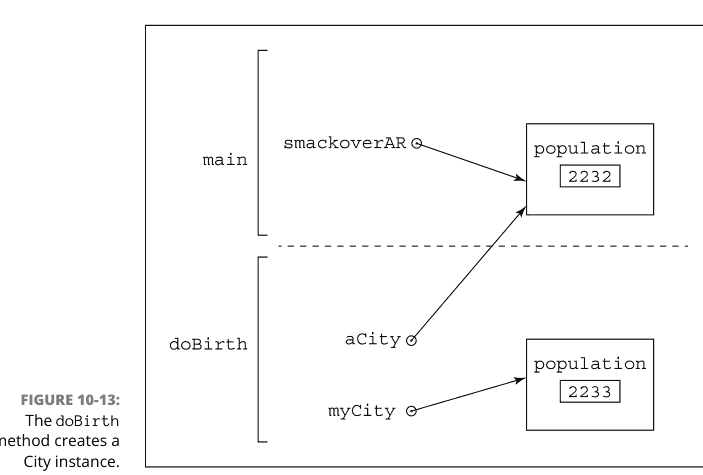 smackoverAR
main
population
2232
aCity
doBirth
population
2233
myCity
FIGURE 10-13:
The doBirth
method creates a
City instance.